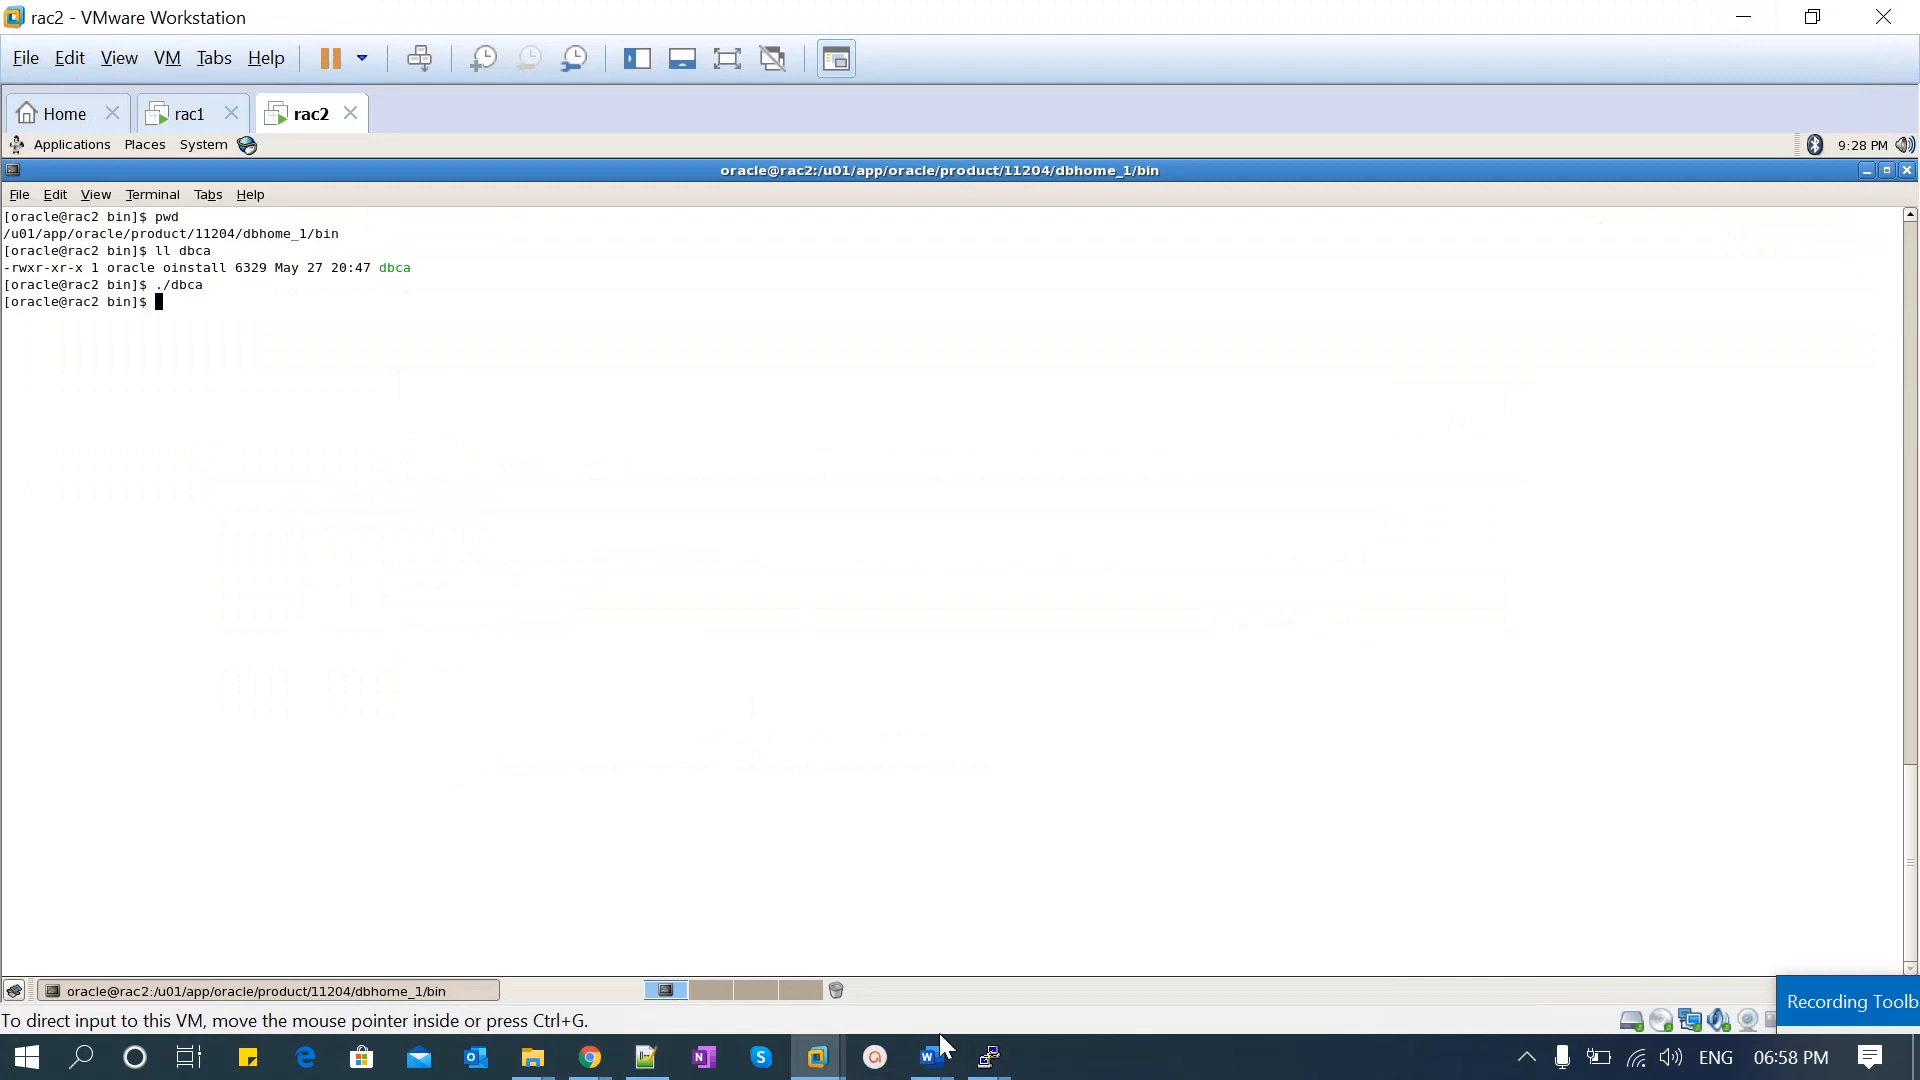 rac2 - VMware Workstation
File Edit View VM Tabs Help
Home rac1 rac2
Applications Places System 9:28 PM
oracle@rac2:/u01/app/oracle/product/11204/dbhome_1/bin
File Edit View Terminal Tabs Help
[oracle@rac2 bin]$ pwd
/u01/app/oracle/product/11204/dbhome_1/bin
[oracle@rac2 bin]$ ll dbca
-rwxr-xr-x 1 oracle oinstall 6329 May 27 20:47 dbca
[oracle@rac2 bin]$ ./dbca
[oracle@rac2 bin]$
oracle@rac2:/u01/app/oracle/product/11204/dbhome_1/bin
Recording Toolb
To direct input to this VM, move the mouse pointer inside or press Ctrl+G.
ENG 06:58 PM